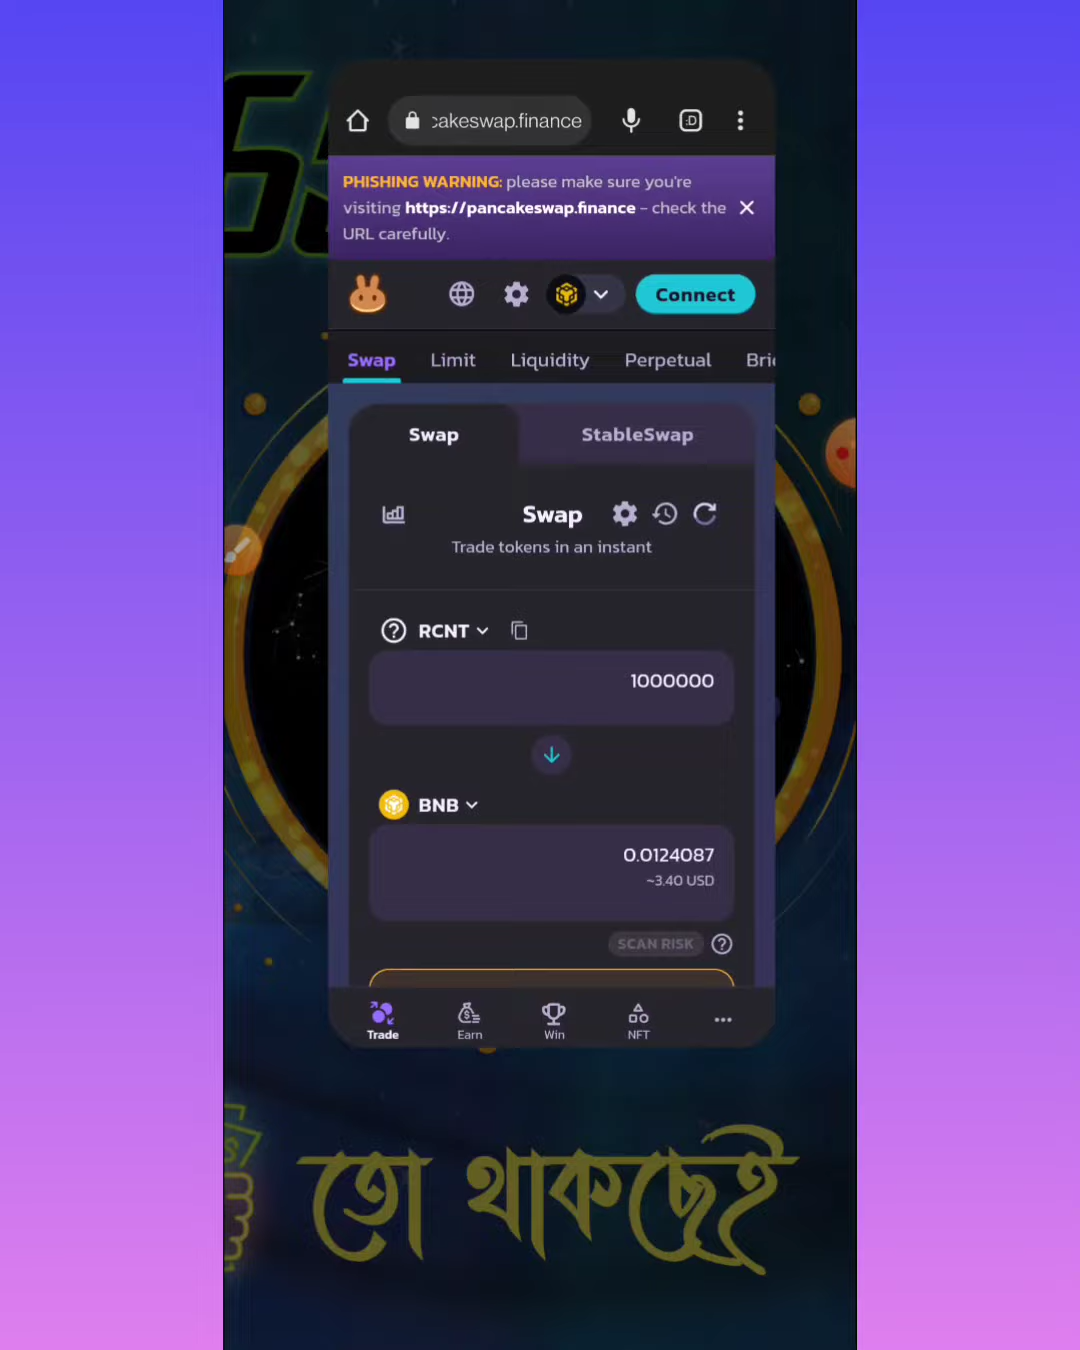 cakeswap.finance
:D
PHISHING WARNING: please make sure you're
visiting https://pancakeswap.finance - check the
URL carefully.
Connect
Swap Limit Liquidity Perpetual Bri
Swap StableSwap
Swap
Trade tokens in an instant
RCNT
1000000
BNB
0.0124087
~3.40 USD
SCAN RISK
Trade Earn Win NFT
তো থাকছেই